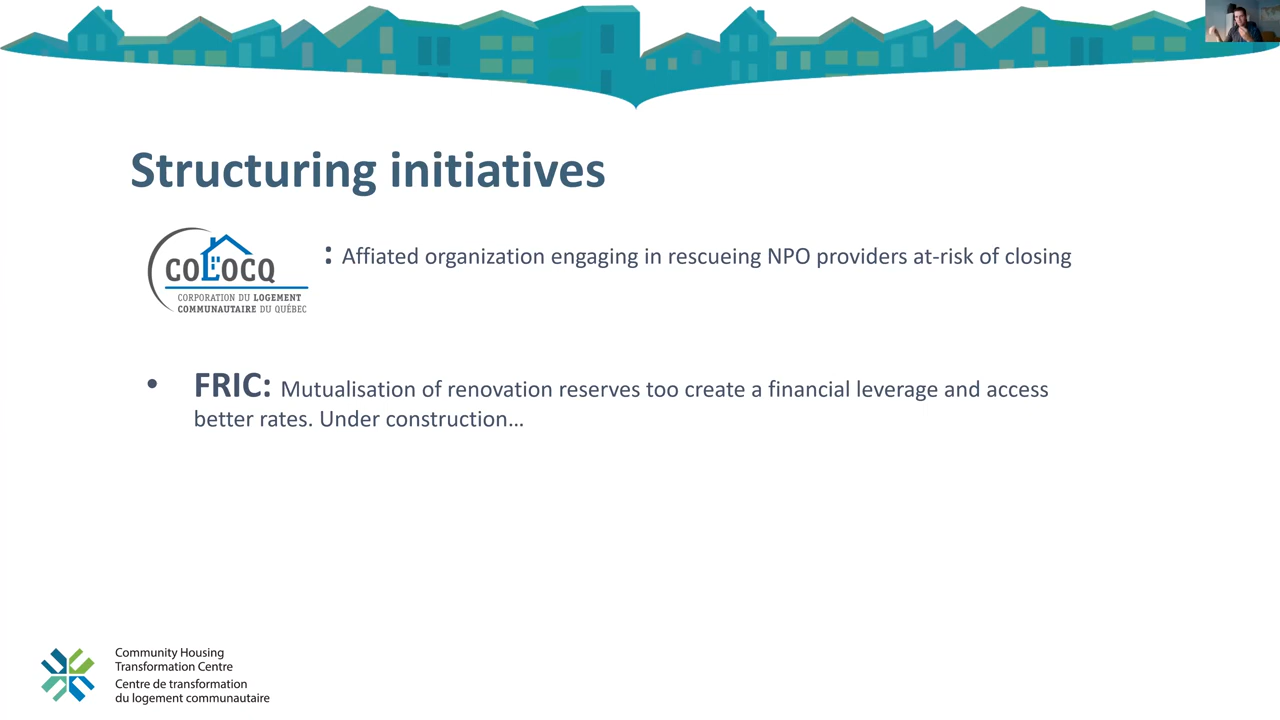 Structuring initiatives
COLOCQ
CORPORATION DU LOGEMENT
COMMUNAUTAIRE DU QUÉBEC
: Affiated organization engaging in rescueing NPO providers at-risk of closing
• FRIC: Mutualisation of renovation reserves too create a financial leverage and access
better rates. Under construction…
Community Housing
Transformation Centre
Centre de transformation
du logement communautaire